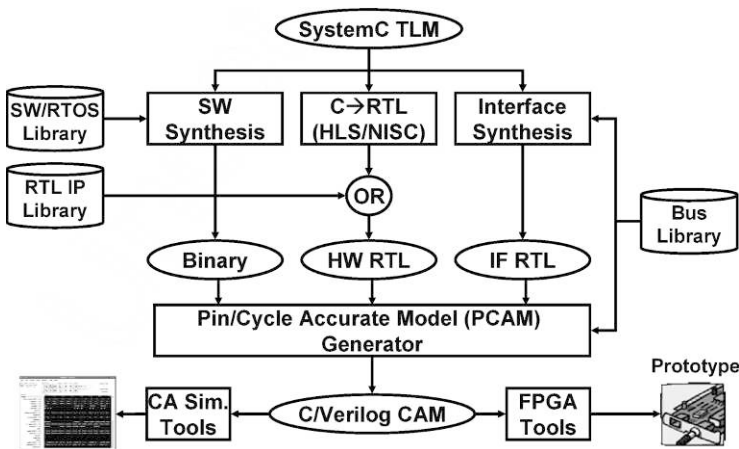 SystemC TLM
SW/RTOS
Library
SW
Synthesis
C→RTL
(HLS/NISC)
Interface
Synthesis
RTL IP
Library
OR
Bus
Library
Binary
HW RTL
IF RTL
Pin/Cycle Accurate Model (PCAM)
Generator
Prototype
CA Sim.
Tools
C/Verilog CAM
FPGA
Tools